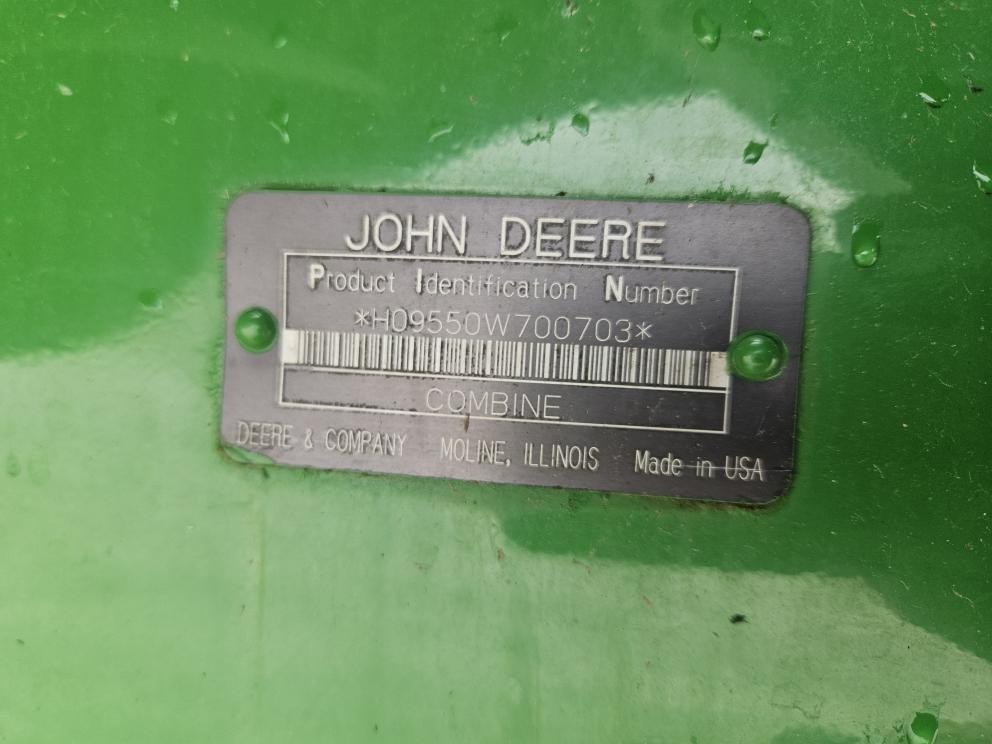 JOHN DEERE
Product Identification Number
*H09550W700703*
COMBINE
DEERE & COMPANY MOLINE, ILLINOIS Made in USA